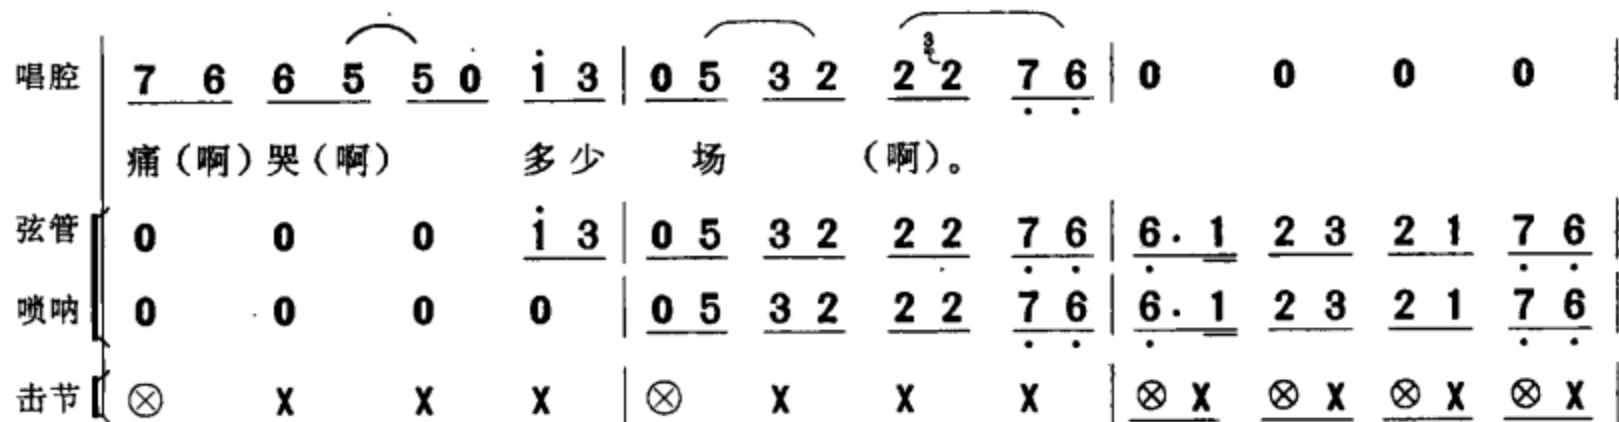 唱腔 7 6 6 5 5 0 i 3 | 0 5 3 2 2 ³2 7 6 | 0 0 0 0
痛（啊）哭（啊） 多少 场 （啊）。
弦管 0 0 0 i 3 | 0 5 3 2 2 2 7 6 | 6. 1 2 3 2 1 7 6
唢呐 0 0 0 0 | 0 5 3 2 2 2 7 6 | 6. 1 2 3 2 1 7 6
击节 ⊗ X X X | ⊗ X X X | ⊗ X ⊗ X ⊗ X ⊗ X